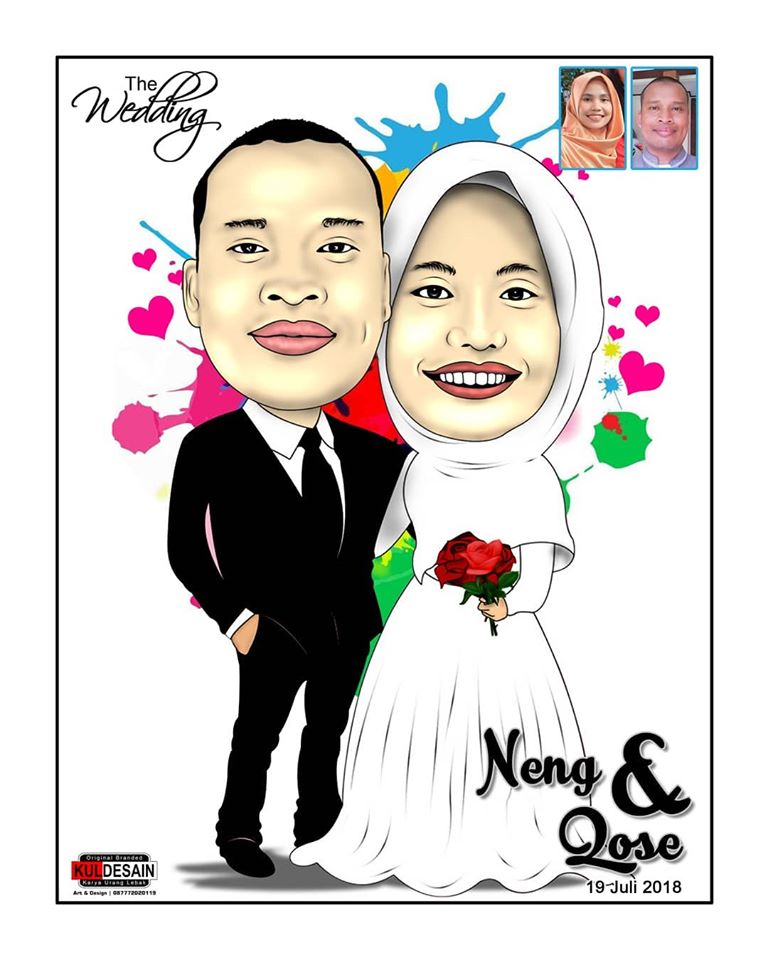 The
Wedding
Neng
&
Qose
19 Juli 2018
Original Branded
KULDESAIN
Karya Urang Lebak
Art & Design | 087772020119